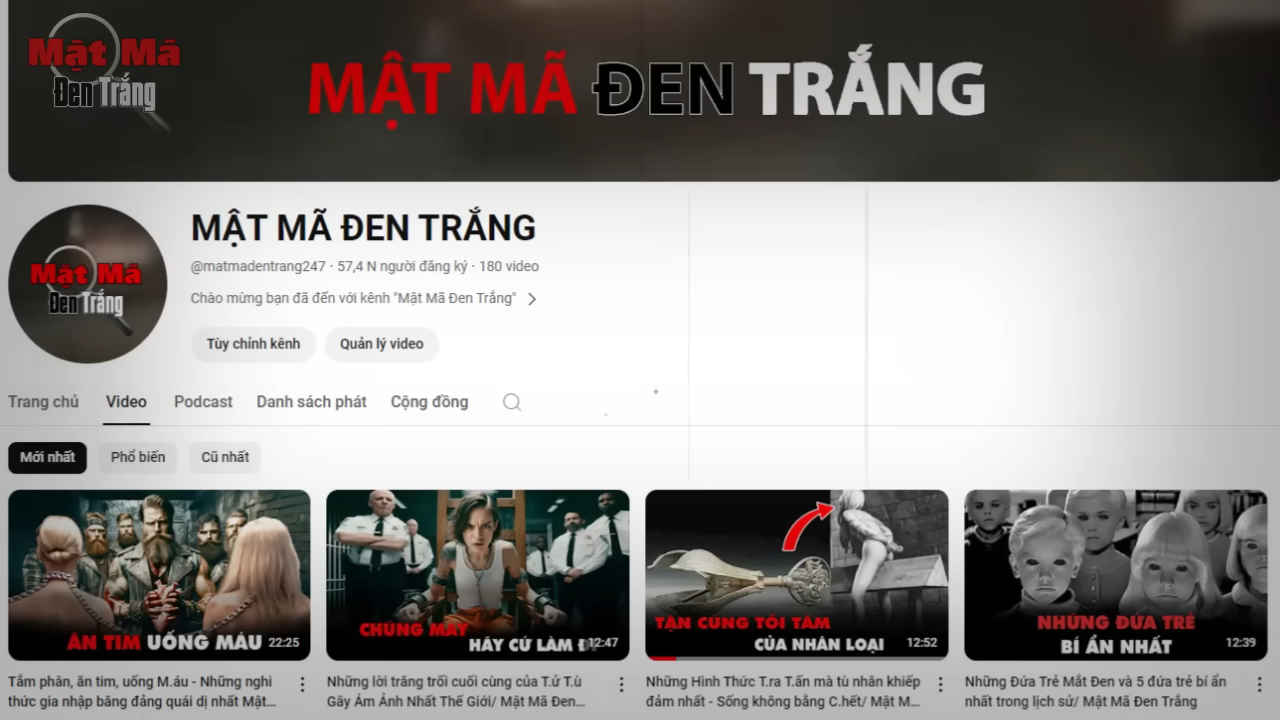 Mật Mã
Đen Trắng
MẬT MÃ ĐEN TRẮNG
Mật Mã
Đen Trắng
MẬT MÃ ĐEN TRẮNG
@matmadentrang247 · 57,4 N người đăng ký · 180 video
Chào mừng bạn đã đến với kênh "Mật Mã Đen Trắng"
Tùy chỉnh kênh Quản lý video
Trang chủ Video Podcast Danh sách phát Cộng đồng
Mới nhất Phổ biến Cũ nhất
ĂN TIM UỐNG MÁU 22:25
CHÚNG MÀY
HÃY CỨ LÀM 12:47
TẬN CÙNG TỒI TÀM
CỦA NHÂN LOẠI 12:52
NHỮNG ĐỨA TRẺ
BÍ ẨN NHẤT 12:39
Tắm phân, ăn tim, uống M.áu - Những nghi
thức gia nhập băng đảng quái dị nhất Mật...
Những lời trăng trối cuối cùng của T.ử T.ù
Gây Ám Ảnh Nhất Thế Giới/ Mật Mã Đen...
Những Hình Thức T.ra T.ấn mà tù nhân khiếp
đảm nhất - Sống không bằng C.hết/ Mật M...
Những Đứa Trẻ Mắt Đen và 5 đứa trẻ bí ẩn
nhất trong lịch sử/ Mật Mã Đen Trắng